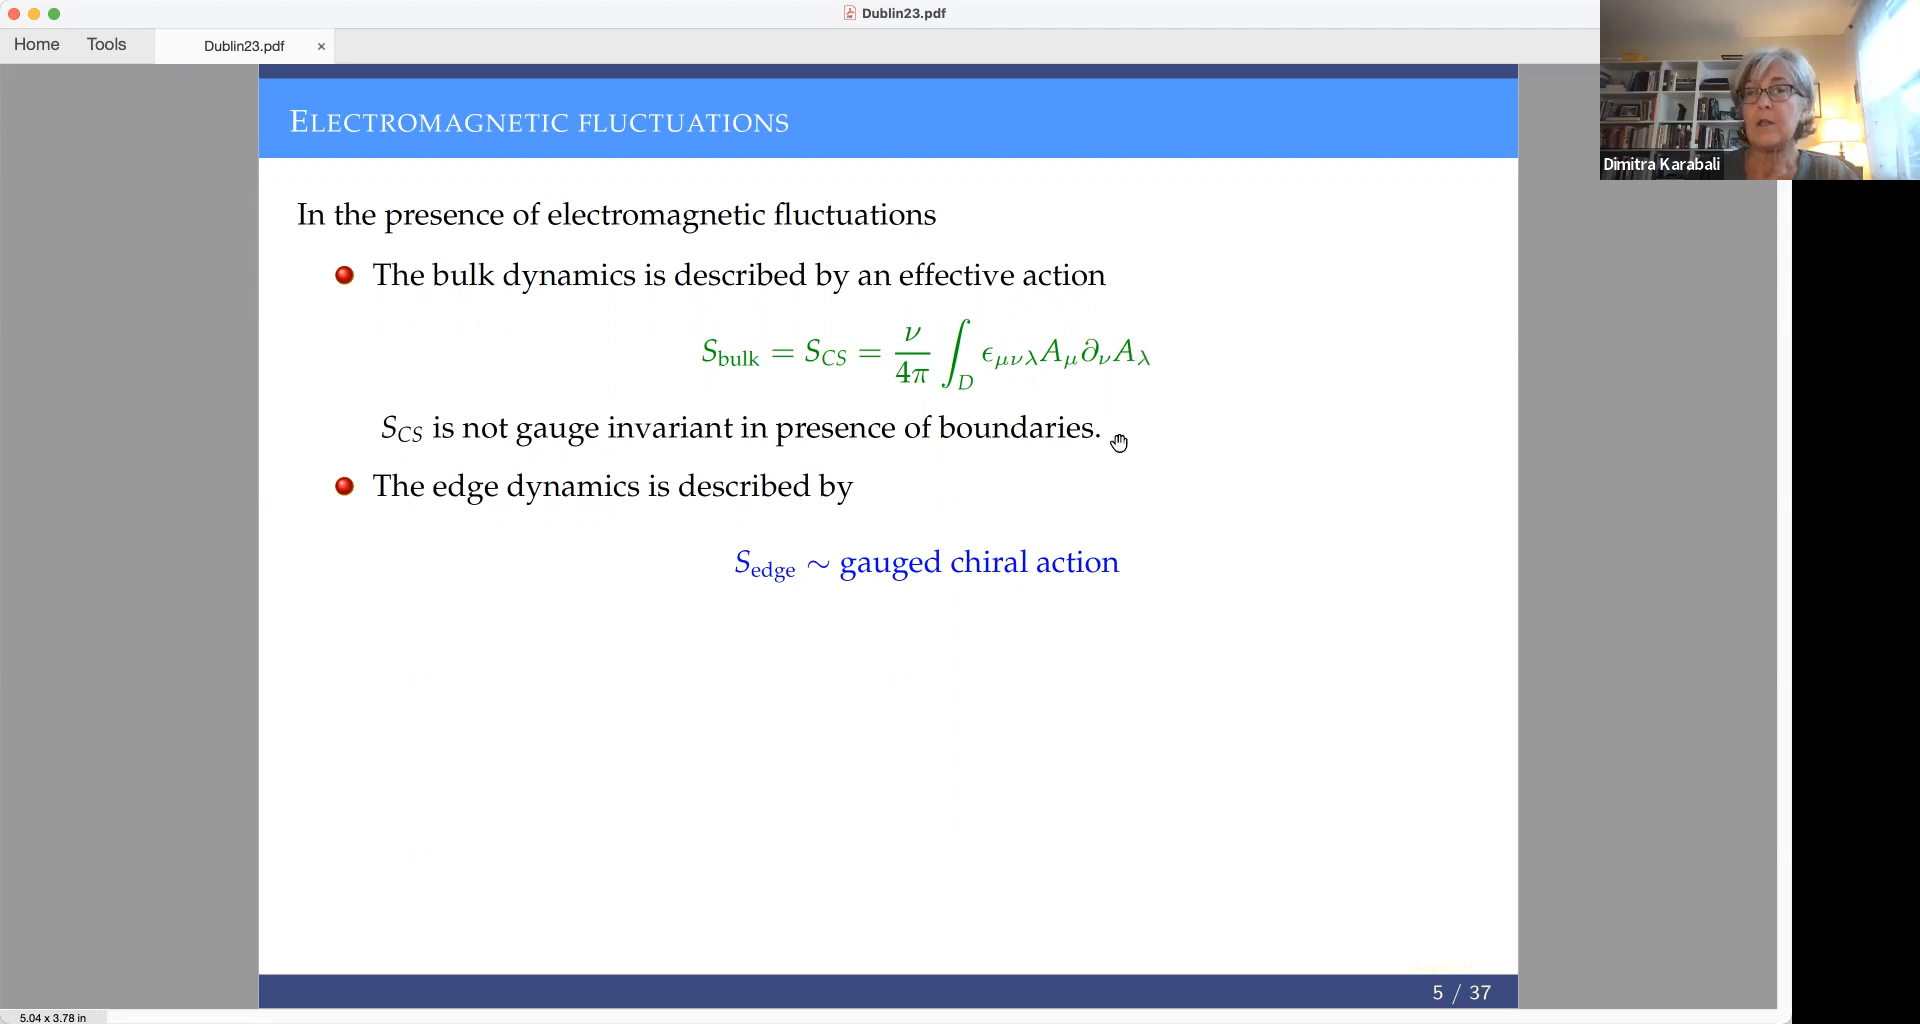 Dublin23.pdf
Home Tools Dublin23.pdf ×
Dimitra Karabali
ELECTROMAGNETIC FLUCTUATIONS
In the presence of electromagnetic fluctuations
The bulk dynamics is described by an effective action
S_bulk = S_CS = ν/4π ∫_D ϵ_μνλ A_μ ∂_ν A_λ
S_CS is not gauge invariant in presence of boundaries.
The edge dynamics is described by
S_edge ∼ gauged chiral action
5 / 37
5.04 x 3.78 in